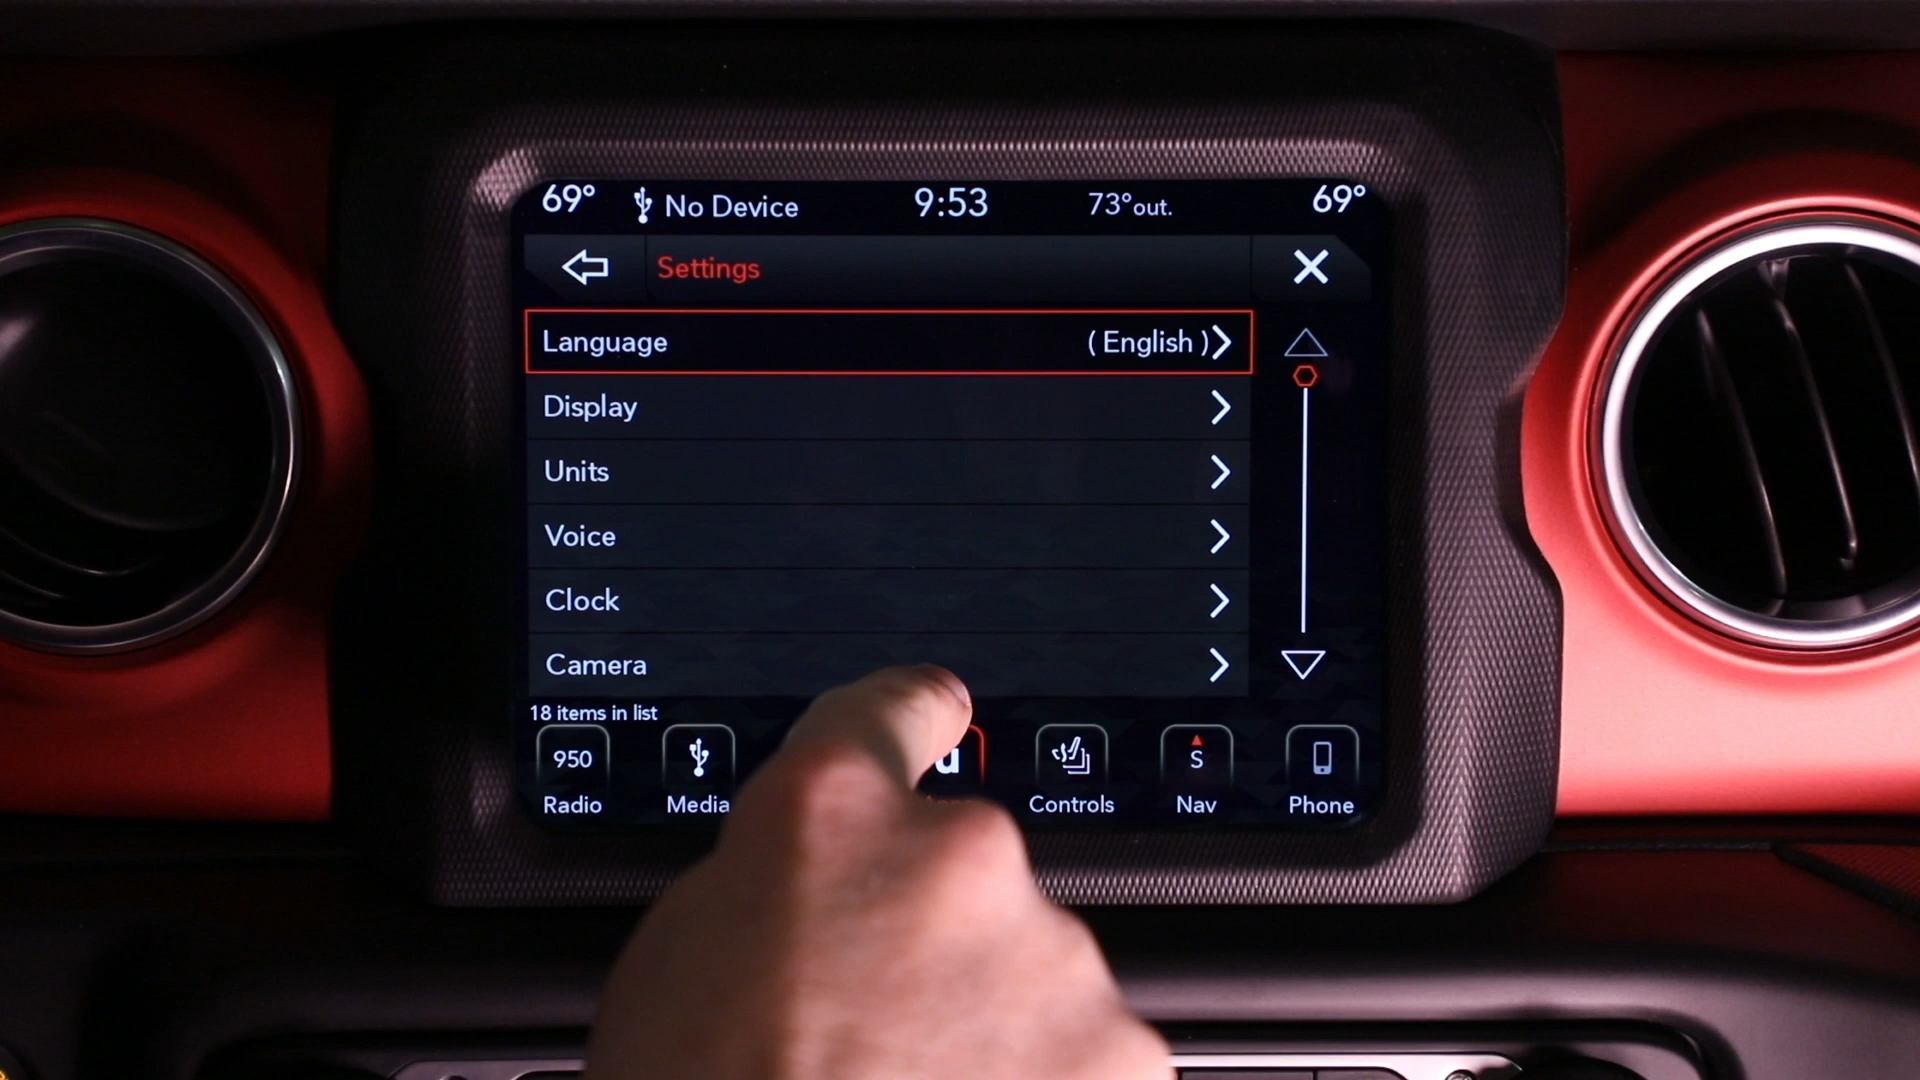 69° No Device 9:53 73°out. 69°
Settings
Language ( English )
Display
Units
Voice
Clock
Camera
18 items in list
950 S
Radio Media Controls Nav Phone